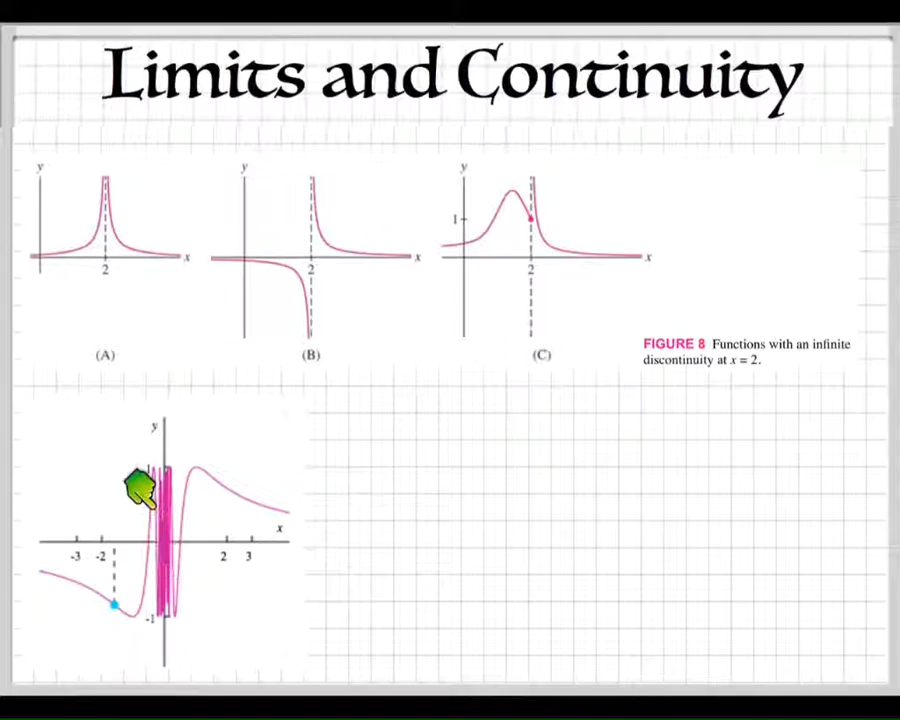 Limits and Continuity
y
y
y
1
x
x
x
2
2
2
(A)
(B)
(C)
FIGURE 8 Functions with an infinite
discontinuity at x = 2.
y
x
-3 -2
2 3
-1